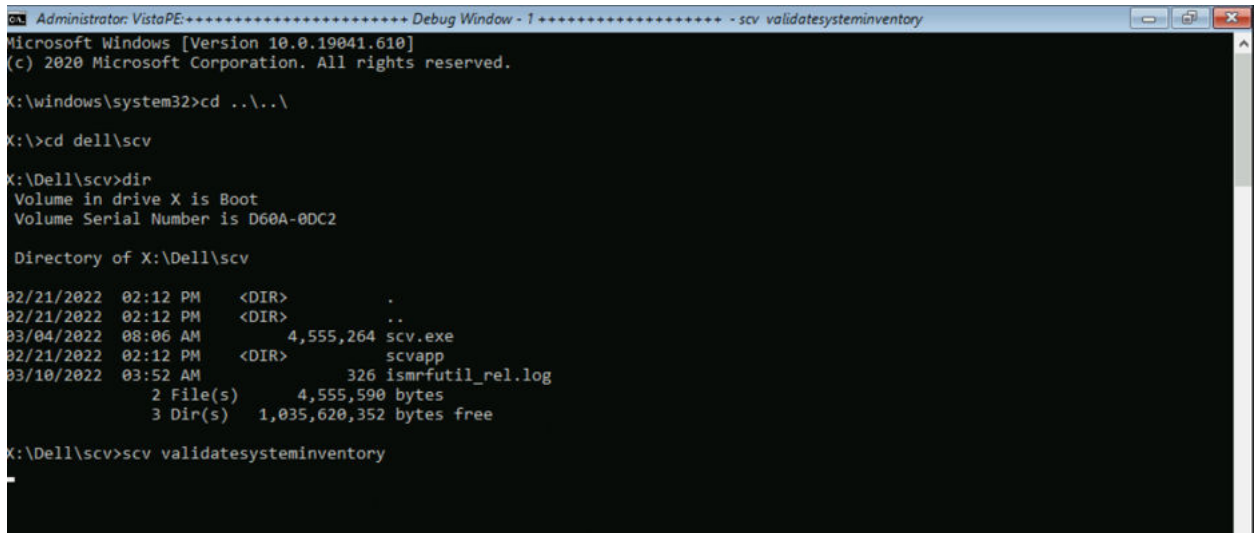 Administrator: VistaPE:+++++++++++++++++++++++ Debug Window - 1 +++++++++++++++++++ - scv validatesysteminventory
Microsoft Windows [Version 10.0.19041.610]
(c) 2020 Microsoft Corporation. All rights reserved.
X:\windows\system32>cd ..\..\
X:\>cd dell\scv
X:\Dell\scv>dir
Volume in drive X is Boot
Volume Serial Number is D60A-0DC2
Directory of X:\Dell\scv
02/21/2022 02:12 PM <DIR> .
02/21/2022 02:12 PM <DIR> ..
03/04/2022 08:06 AM 4,555,264 scv.exe
02/21/2022 02:12 PM <DIR> scvapp
03/10/2022 03:52 AM 326 ismrfutil_rel.log
2 File(s) 4,555,590 bytes
3 Dir(s) 1,035,620,352 bytes free
X:\Dell\scv>scv validatesysteminventory